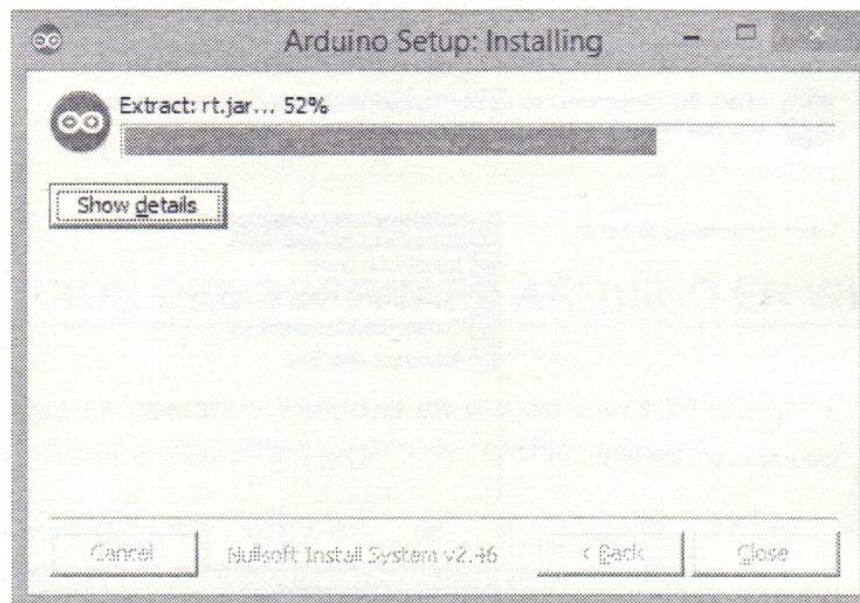 Arduino Setup: Installing
Extract: rt.jar... 52%
Show details
Cancel
Nullsoft Install System v2.46
< Back
Close